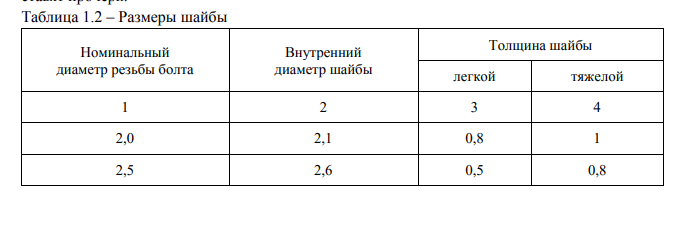 Таблица 1.2 – Размеры шайбы
Номинальный
диаметр резьбы болта
Внутренний
диаметр шайбы
Толщина шайбы
легкой
тяжелой
1 2 3 4
2,0 2,1 0,8 1
2,5 2,6 0,5 0,8